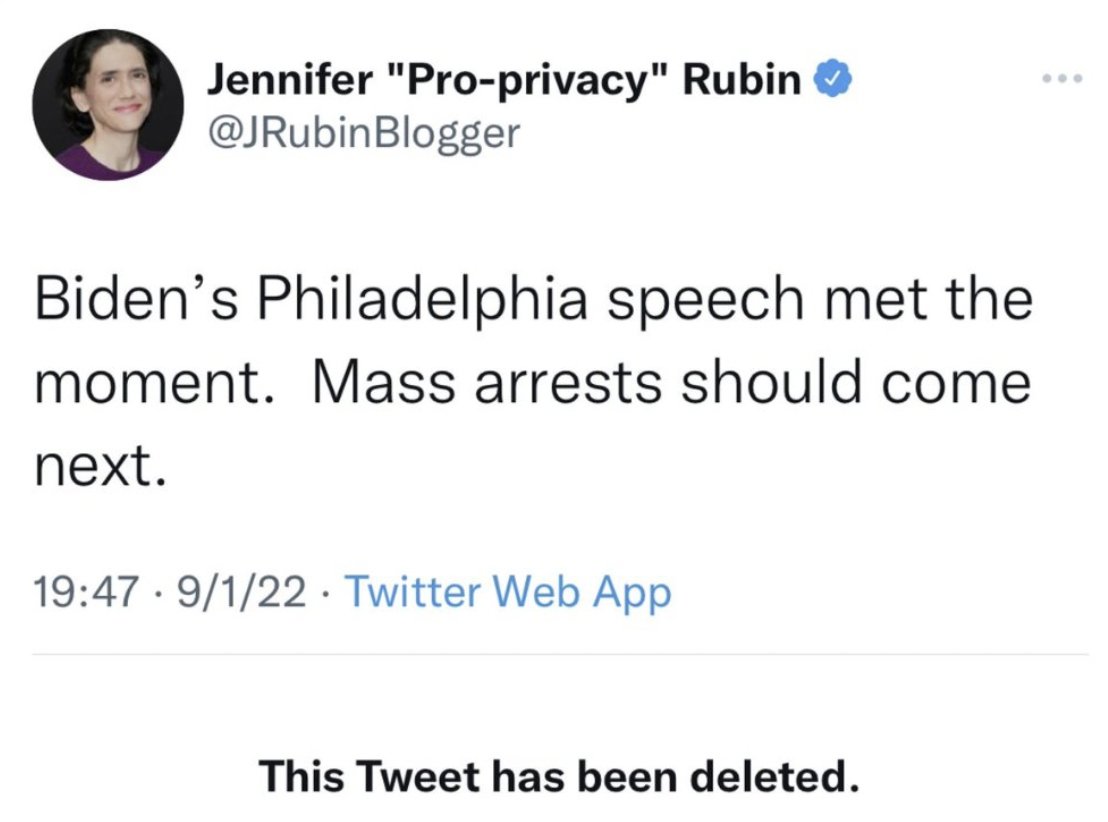 Jennifer "Pro-privacy" Rubin
@JRubinBlogger
Biden’s Philadelphia speech met the
moment.  Mass arrests should come
next.
19:47 · 9/1/22 · Twitter Web App
This Tweet has been deleted.